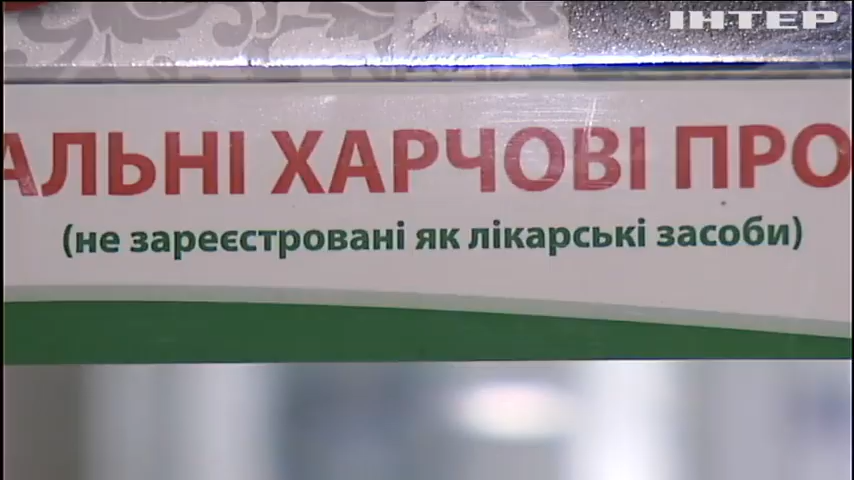 ІНТЕР
АЛЬНІ ХАРЧОВІ ПРО
(не зареєстровані як лікарські засоби)